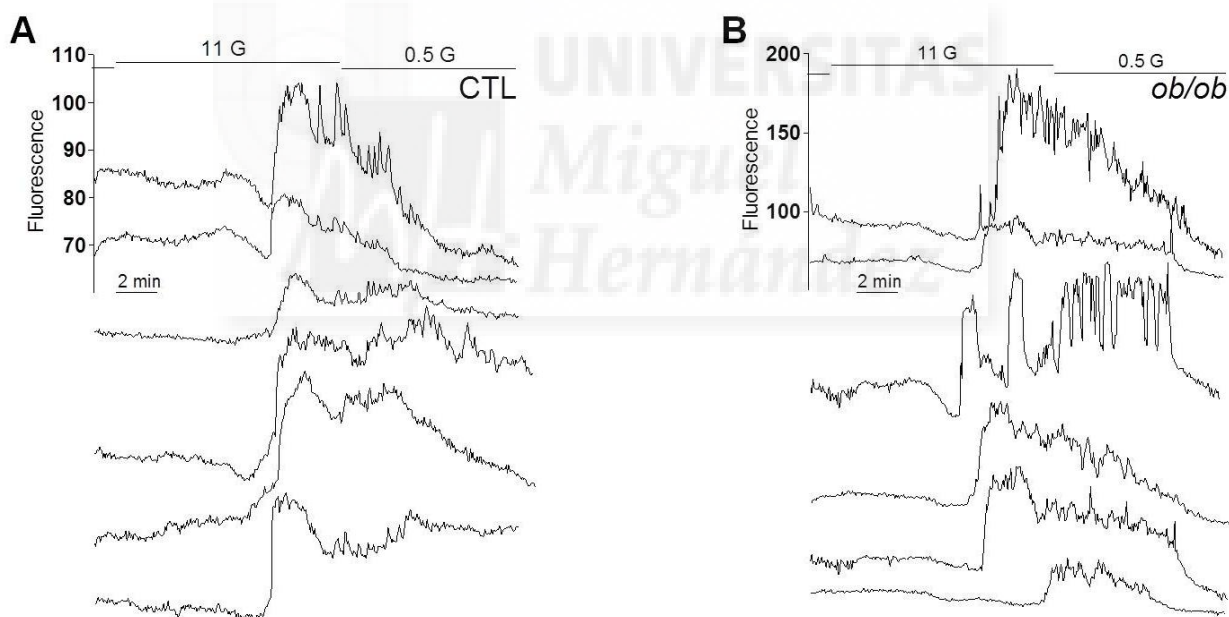 A
110
11 G
0.5 G
CTL
100
90
80
70
Fluorescence
2 min
B
200
11 G
0.5 G
ob/ob
150
100
Fluorescence
2 min
UNIVERSITAS
Miguel
Hernández